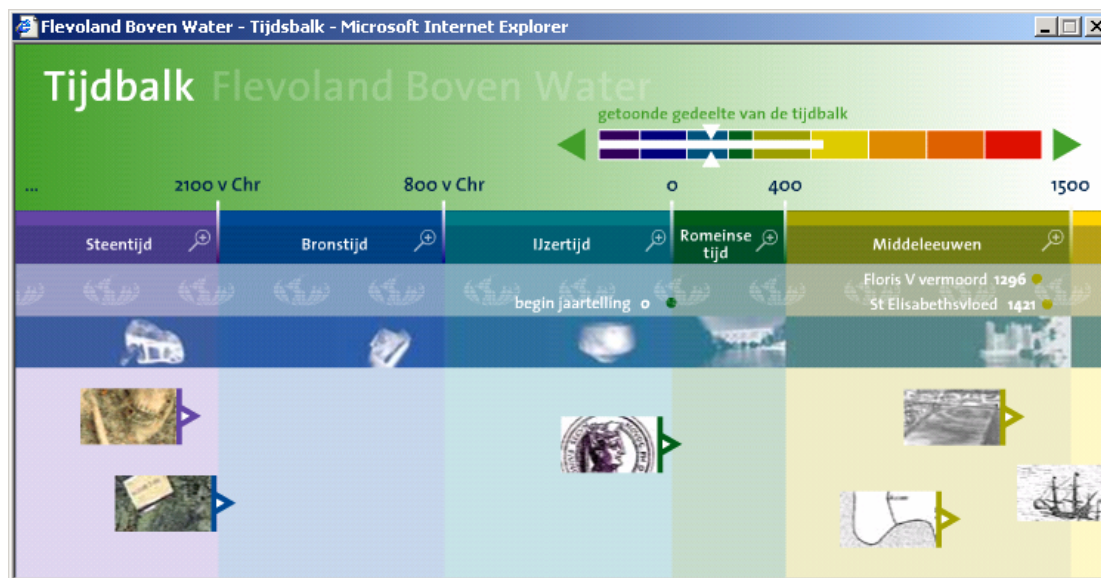 Flevoland Boven Water - Tijdsbalk - Microsoft Internet Explorer
Tijdbalk Flevoland Boven Water
getoonde gedeelte van de tijdbalk
... 2100 v Chr 800 v Chr 0 400 1500
Steentijd Bronstijd IJzertijd Romeinse tijd Middeleeuwen
Floris V vermoord 1296
begin jaartelling 0 St Elisabethsvloed 1421